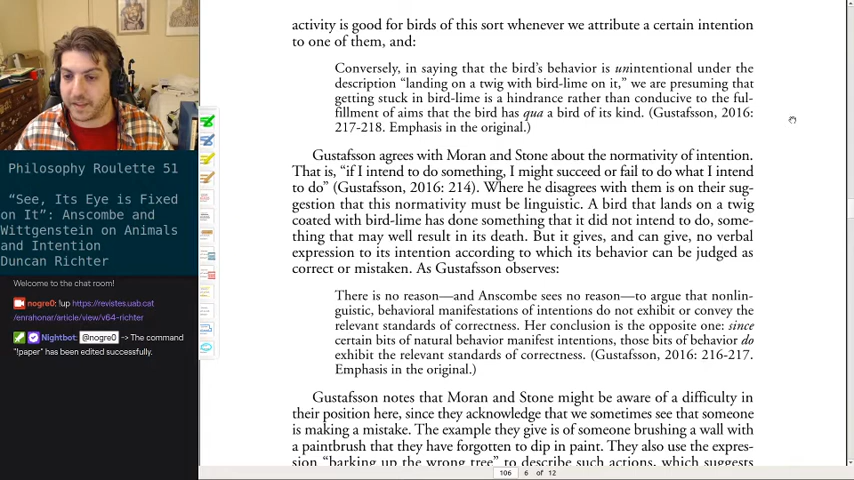 activity is good for birds of this sort whenever we attribute a certain intention
to one of them, and:
Conversely, in saying that the bird's behavior is unintentional under the
description "landing on a twig with bird-lime on it," we are presuming that
getting stuck in bird-lime is a hindrance rather than conducive to the ful-
fillment of aims that the bird has qua a bird of its kind. (Gustafsson, 2016:
217-218. Emphasis in the original.)
Gustafsson agrees with Moran and Stone about the normativity of intention.
That is, "if I intend to do something, I might succeed or fail to do what I intend
to do" (Gustafsson, 2016: 214). Where he disagrees with them is on their sug-
gestion that this normativity must be linguistic. A bird that lands on a twig
coated with bird-lime has done something that it did not intend to do, some-
thing that may well result in its death. But it gives, and can give, no verbal
expression to its intention according to which its behavior can be judged as
correct or mistaken. As Gustafsson observes:
There is no reason—and Anscombe sees no reason—to argue that nonlin-
guistic, behavioral manifestations of intentions do not exhibit or convey the
relevant standards of correctness. Her conclusion is the opposite one: since
certain bits of natural behavior manifest intentions, those bits of behavior do
exhibit the relevant standards of correctness. (Gustafsson, 2016: 216-217.
Emphasis in the original.)
Gustafsson notes that Moran and Stone might be aware of a difficulty in
their position here, since they acknowledge that we sometimes see that someone
is making a mistake. The example they give is of someone brushing a wall with
a paintbrush that they have forgotten to dip in paint. They also use the expres-
sion "barking up the wrong tree" to describe such actions, which suggests
106 6 of 12
Philosophy Roulette 51
"See, Its Eye is Fixed
on It": Anscombe and
Wittgenstein on Animals
and Intention
Duncan Richter
Welcome to the chat room!
nogre0: !up https://revistes.uab.cat
/enrahonar/article/view/v64-richter
Nightbot: @nogre0 -> The command
"!paper" has been edited successfully.